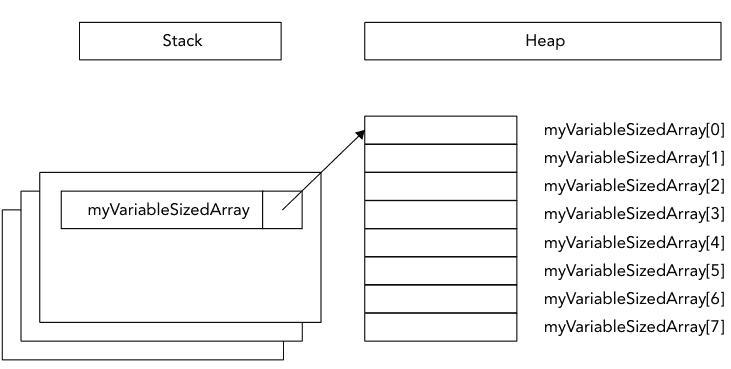 Stack
Heap
myVariableSizedArray
myVariableSizedArray[0]
myVariableSizedArray[1]
myVariableSizedArray[2]
myVariableSizedArray[3]
myVariableSizedArray[4]
myVariableSizedArray[5]
myVariableSizedArray[6]
myVariableSizedArray[7]